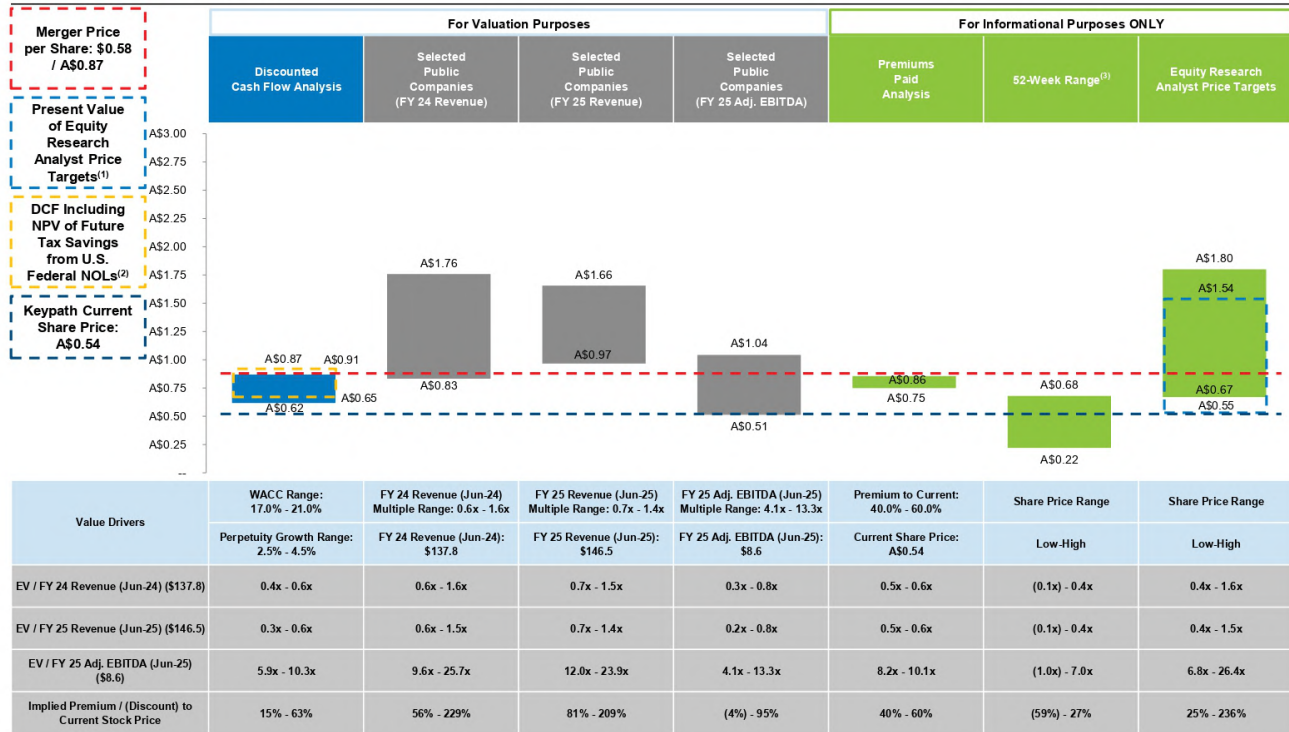 For Valuation Purposes
For Informational Purposes ONLY
Merger Price
per Share: $0.58
/ A$0.87
Present Value
of Equity
Research
Analyst Price
Targets(1)
DCF Including
NPV of Future
Tax Savings
from U.S.
Federal NOLs(2)
Keypath Current
Share Price:
A$0.54
Discounted
Cash Flow Analysis
Selected
Public
Companies
(FY 24 Revenue)
Selected
Public
Companies
(FY 25 Revenue)
Selected
Public
Companies
(FY 25 Adj. EBITDA)
Premiums
Paid
Analysis
52-Week Range(3)
Equity Research
Analyst Price Targets
A$3.00
A$2.75
A$2.50
A$2.25
A$2.00
A$1.75
A$1.50
A$1.25
A$1.00
A$0.75
A$0.50
A$0.25
--
A$0.87
A$0.91
A$0.65
A$0.62
A$1.76
A$0.83
A$1.66
A$0.97
A$1.04
A$0.51
A$0.86
A$0.75
A$0.68
A$0.22
A$1.80
A$1.54
A$0.67
A$0.55
Value Drivers
WACC Range:
17.0% - 21.0%
FY 24 Revenue (Jun-24)
Multiple Range: 0.6x - 1.6x
FY 25 Revenue (Jun-25)
Multiple Range: 0.7x - 1.4x
FY 25 Adj. EBITDA (Jun-25)
Multiple Range: 4.1x - 13.3x
Premium to Current:
40.0% - 60.0%
Share Price Range
Share Price Range
Perpetuity Growth Range:
2.5% - 4.5%
FY 24 Revenue (Jun-24):
$137.8
FY 25 Revenue (Jun-25):
$146.5
FY 25 Adj. EBITDA (Jun-25):
$8.6
Current Share Price:
A$0.54
Low-High
Low-High
EV / FY 24 Revenue (Jun-24) ($137.8)
0.4x - 0.6x
0.6x - 1.6x
0.7x - 1.5x
0.3x - 0.8x
0.5x - 0.6x
(0.1x) - 0.4x
0.4x - 1.6x
EV / FY 25 Revenue (Jun-25) ($146.5)
0.3x - 0.6x
0.6x - 1.5x
0.7x - 1.4x
0.2x - 0.8x
0.5x - 0.6x
(0.1x) - 0.4x
0.4x - 1.5x
EV / FY 25 Adj. EBITDA (Jun-25)
($8.6)
5.9x - 10.3x
9.6x - 25.7x
12.0x - 23.9x
4.1x - 13.3x
8.2x - 10.1x
(1.0x) - 7.0x
6.8x - 26.4x
Implied Premium / (Discount) to
Current Stock Price
15% - 63%
56% - 229%
81% - 209%
(4%) - 95%
40% - 60%
(59%) - 27%
25% - 236%